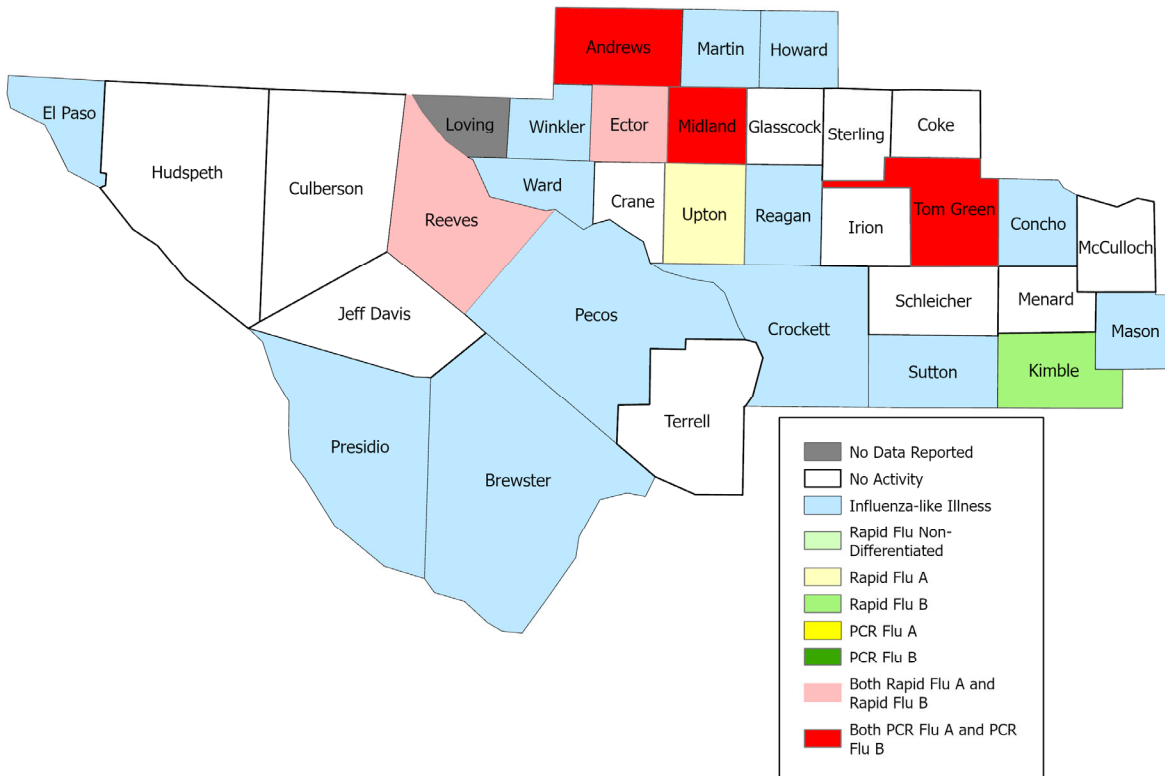 Andrews
Martin
Howard
El Paso
Hudspeth
Culberson
Loving
Winkler
Ector
Midland
Glasscock
Sterling
Coke
Reeves
Ward
Crane
Upton
Reagan
Irion
Tom Green
Concho
McCulloch
Jeff Davis
Pecos
Crockett
Schleicher
Menard
Mason
Sutton
Kimble
Presidio
Brewster
Terrell
No Data Reported
No Activity
Influenza-like Illness
Rapid Flu Non-
Differentiated
Rapid Flu A
Rapid Flu B
PCR Flu A
PCR Flu B
Both Rapid Flu A and
Rapid Flu B
Both PCR Flu A and PCR
Flu B